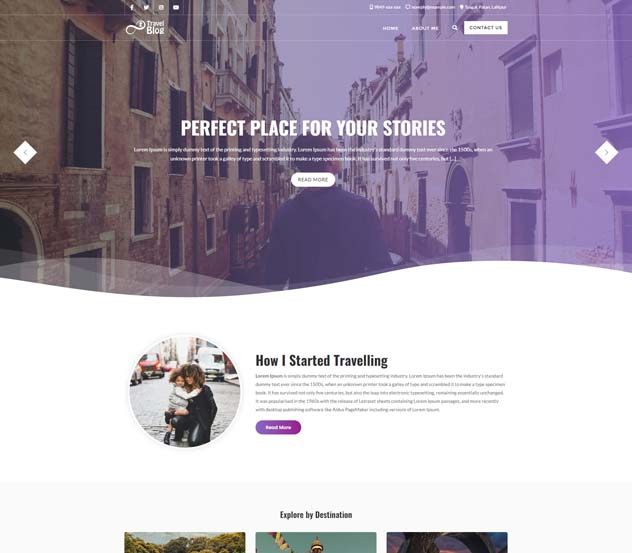 9849-xxx-xxx
Sasgal, Patan, Lalitpur
Travel
Blog
HOME
ABOUT ME
CONTACT US
PERFECT PLACE FOR YOUR STORIES
Lorem Ipsum is simply dummy text of the printing and typesetting industry. Lorem Ipsum has been the industry's standard dummy text ever since the 1500s, when an
unknown printer took a galley of type and scrambled it to make a type specimen book. It has survived not only five centuries, but [...]
READ MORE
How I Started Travelling
Lorem Ipsum is simply dummy text of the printing and typesetting industry. Lorem Ipsum has been the industry's standard
dummy text ever since the 1500s, when an unknown printer took a galley of type and scrambled it to make a type specimen
book. It has survived not only five centuries, but also the leap into electronic typesetting, remaining essentially unchanged.
It was popularised in the 1960s with the release of Letraset sheets containing Lorem Ipsum passages, and more recently
with desktop publishing software like Aldus PageMaker including versions of Lorem Ipsum.
Read More
Explore by Destination